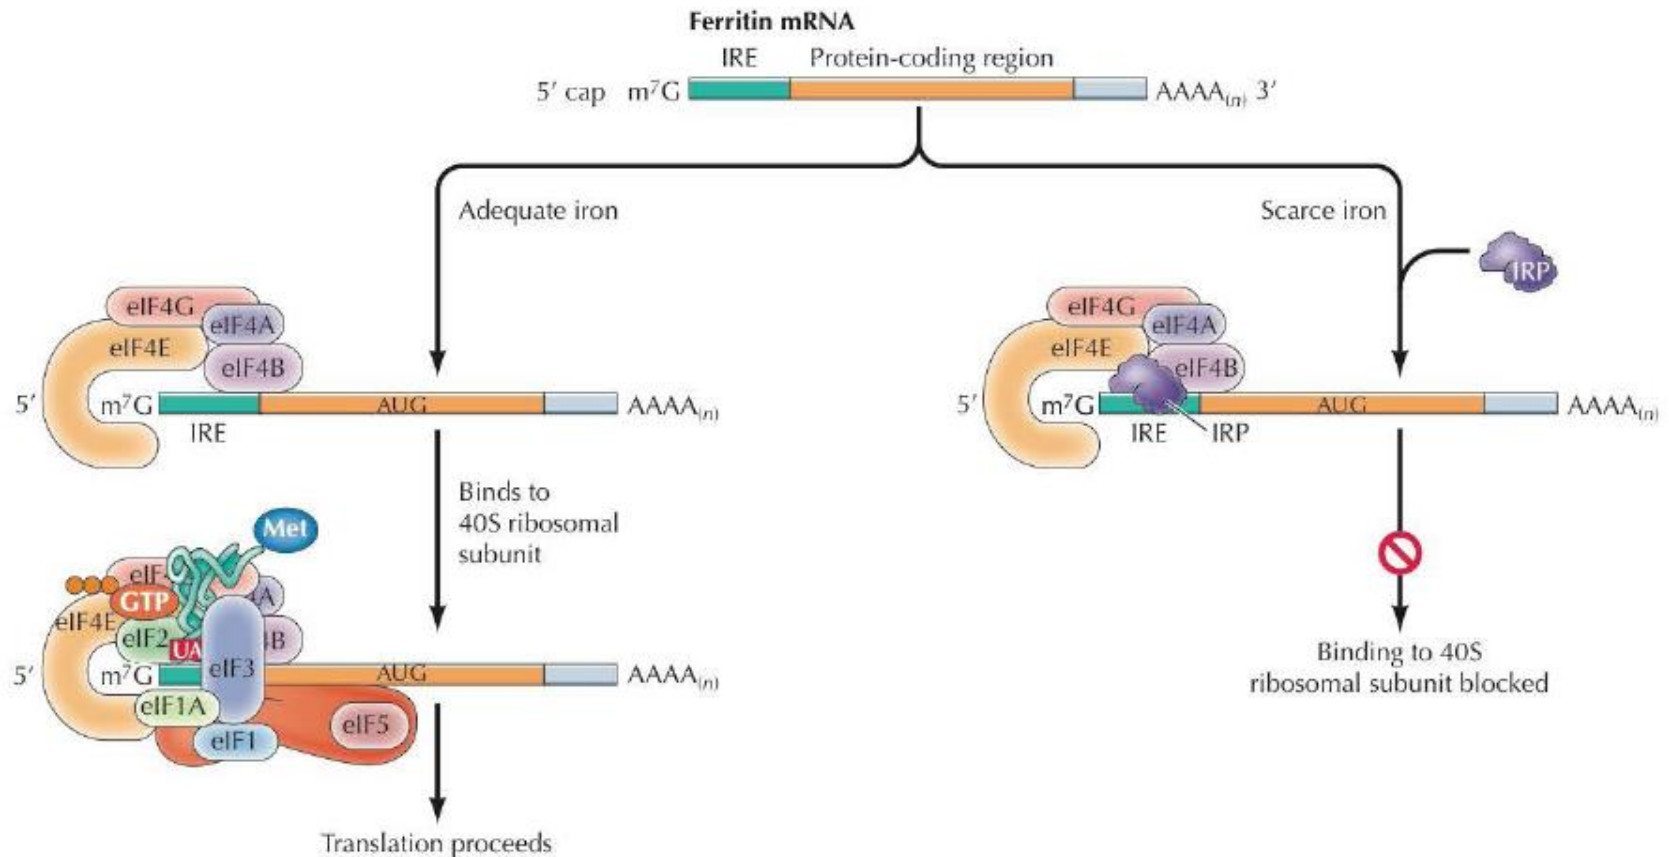 Ferritin mRNA
IRE Protein-coding region
5′ cap m⁷G AAAA(n) 3′
Adequate iron
Scarce iron
IRP
eIF4G
eIF4A
eIF4E
eIF4B
5′ m⁷G AUG AAAA(n)
IRE
eIF4G
eIF4A
eIF4E
eIF4B
5′ m⁷G AUG AAAA(n)
IRE IRP
Binds to
40S ribosomal
subunit
Met
eIF
GTP
A
eIF4E
eIF2
UA
B
5′ m⁷G eIF3 AUG AAAA(n)
eIF1A
eIF5
eIF1
Translation proceeds
Binding to 40S
ribosomal subunit blocked